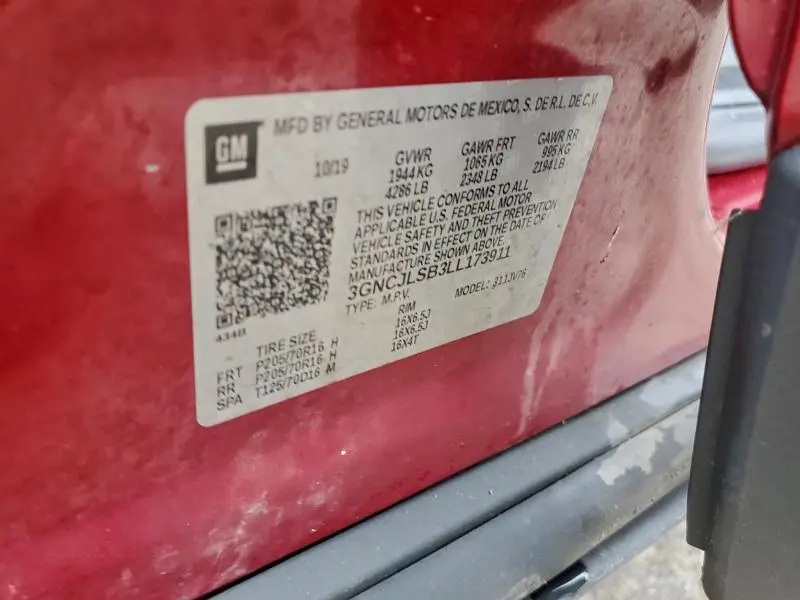 GM
MFD BY GENERAL MOTORS DE MEXICO, S. DE R.L. DE C.V.
10/19 GVWR GAWR FRT GAWR RR
1944 KG 1065 KG 995 KG
4286 LB 2348 LB 2194 LB
THIS VEHICLE CONFORMS TO ALL
APPLICABLE U.S. FEDERAL MOTOR
VEHICLE SAFETY AND THEFT PREVENTION
STANDARDS IN EFFECT ON THE DATE OF
MANUFACTURE SHOWN ABOVE.
3GNCJLSB3LL173911
TYPE: M.P.V. MODEL: 911JV76
434B
TIRE SIZE RIM
FRT P205/70R16 H 16X6.5J
RR P205/70R16 H 16X6.5J
SPA T125/70D16 M 16X4T